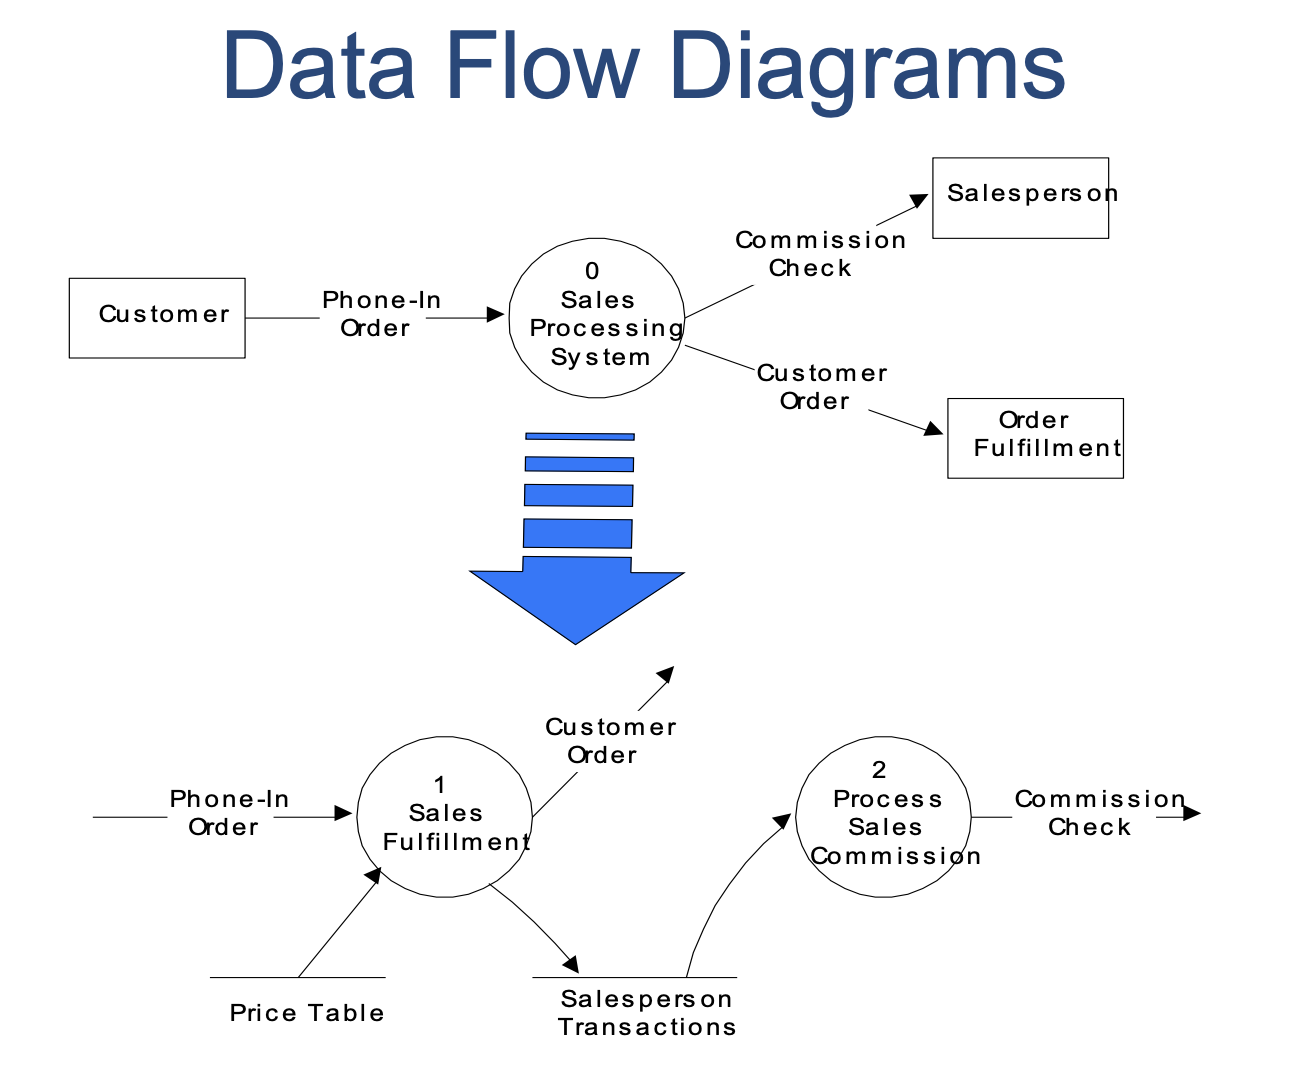 Data Flow Diagrams
Salesperson
Commission
Check
0
Sales
Processing
System
Customer
Phone-In
Order
Customer
Order
Order
Fulfillment
Customer
Order
1
Sales
Fulfillment
Phone-In
Order
2
Process
Sales
Commission
Commission
Check
Price Table
Salesperson
Transactions